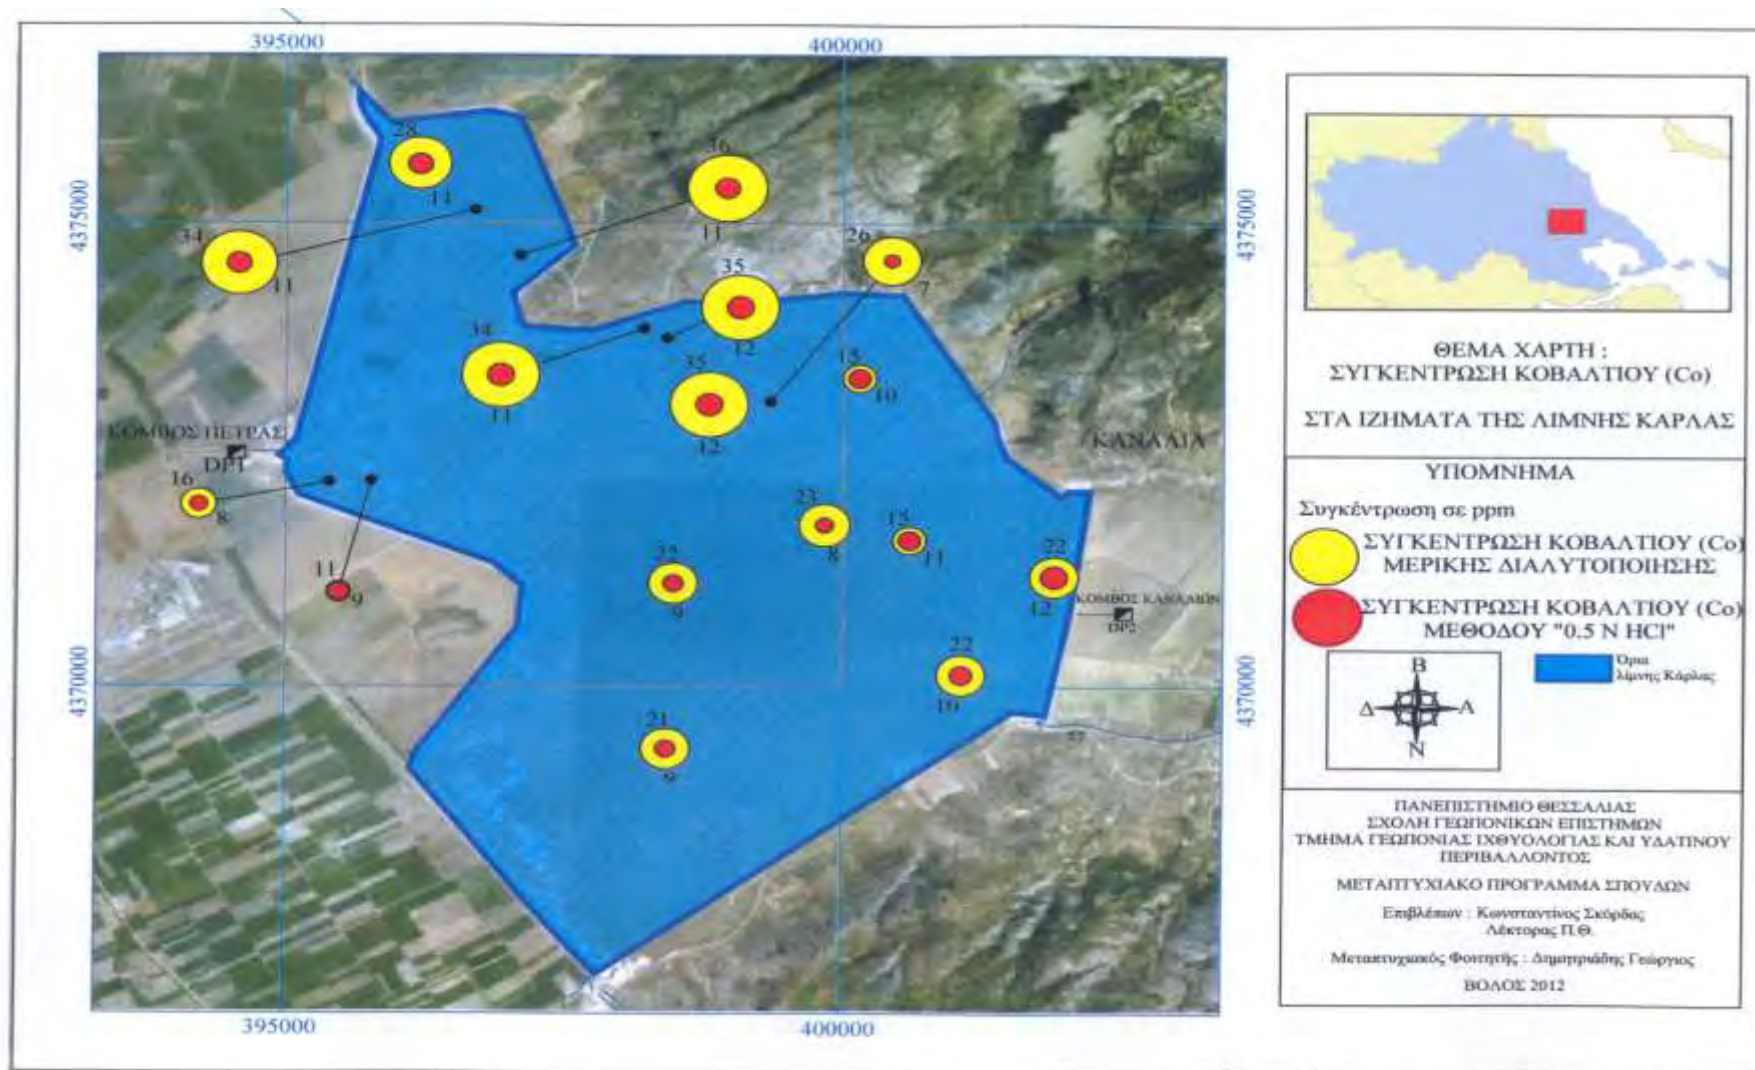 395000
400000
4375000
4375000
4370000
4370000
395000
400000
28
11
36
11
34
11
26
7
35
12
34
11
35
12
15
10
ΚΟΜΒΟΣ ΠΕΤΡΑΣ
DP1
ΚΑΝΑΛΙΑ
16
8
23
8
15
11
11
9
22
9
22
12
ΚΟΜΒΟΣ ΚΑΝΑΛΙΩΝ
DP2
22
10
21
9
ΘΕΜΑ ΧΑΡΤΗ :
ΣΥΓΚΕΝΤΡΩΣΗ ΚΟΒΑΛΤΙΟΥ (Co)
ΣΤΑ ΙΖΗΜΑΤΑ ΤΗΣ ΛΙΜΝΗΣ ΚΑΡΛΑΣ
ΥΠΟΜΝΗΜΑ
Συγκέντρωση σε ppm
ΣΥΓΚΕΝΤΡΩΣΗ ΚΟΒΑΛΤΙΟΥ (Co)
ΜΕΡΙΚΗΣ ΔΙΑΛΥΤΟΠΟΙΗΣΗΣ
ΣΥΓΚΕΝΤΡΩΣΗ ΚΟΒΑΛΤΙΟΥ (Co)
ΜΕΘΟΔΟΥ "0.5 N HCl"
Β
Δ
Α
Ν
Όρια
λίμνης Κάρλας
ΠΑΝΕΠΙΣΤΗΜΙΟ ΘΕΣΣΑΛΙΑΣ
ΣΧΟΛΗ ΓΕΩΠΟΝΙΚΩΝ ΕΠΙΣΤΗΜΩΝ
ΤΜΗΜΑ ΓΕΩΠΟΝΙΑΣ ΙΧΘΥΟΛΟΓΙΑΣ ΚΑΙ ΥΔΑΤΙΝΟΥ
ΠΕΡΙΒΑΛΛΟΝΤΟΣ
ΜΕΤΑΠΤΥΧΙΑΚΟ ΠΡΟΓΡΑΜΜΑ ΣΠΟΥΔΩΝ
Επιβλέπων : Κωνσταντίνος Σκόρδας
Λέκτορας Π.Θ.
Μεταπτυχιακός Φοιτητής : Δημητριάδης Γεώργιος
ΒΟΛΟΣ 2012